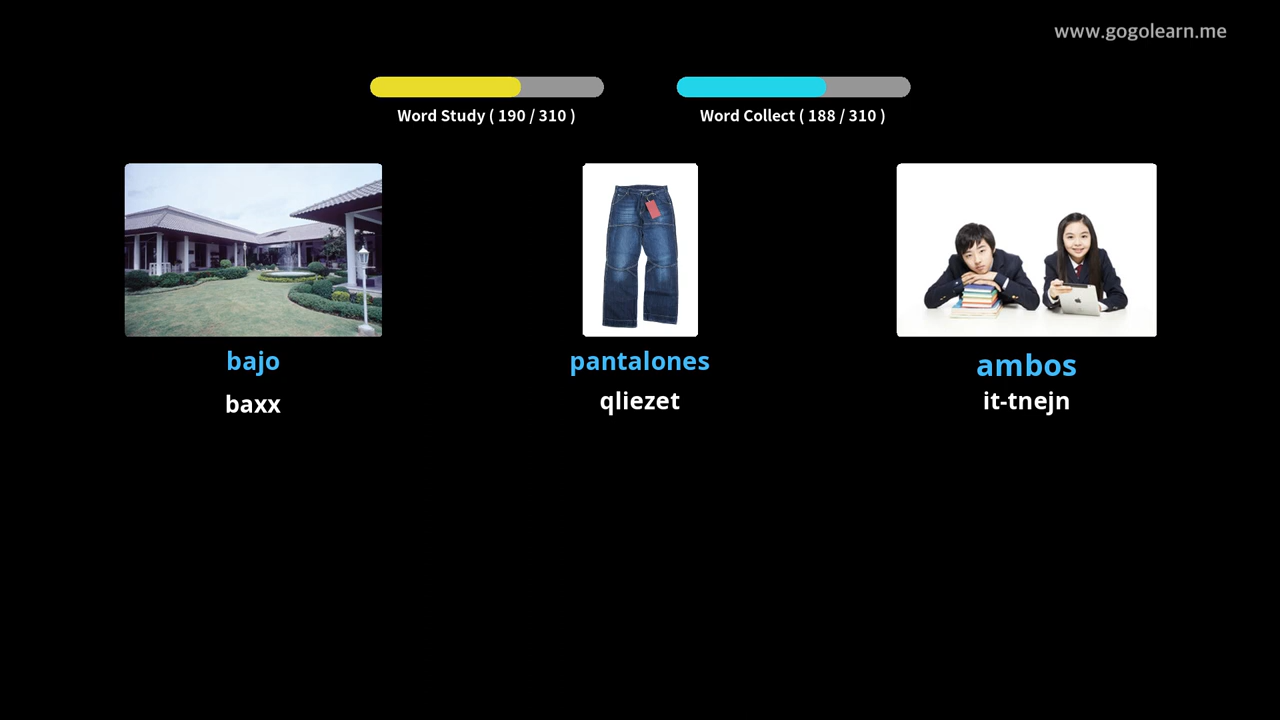 www.gogolearn.me
Word Study ( 190 / 310 )
Word Collect ( 188 / 310 )
bajo
baxx
pantalones
qliezet
ambos
it-tnejn